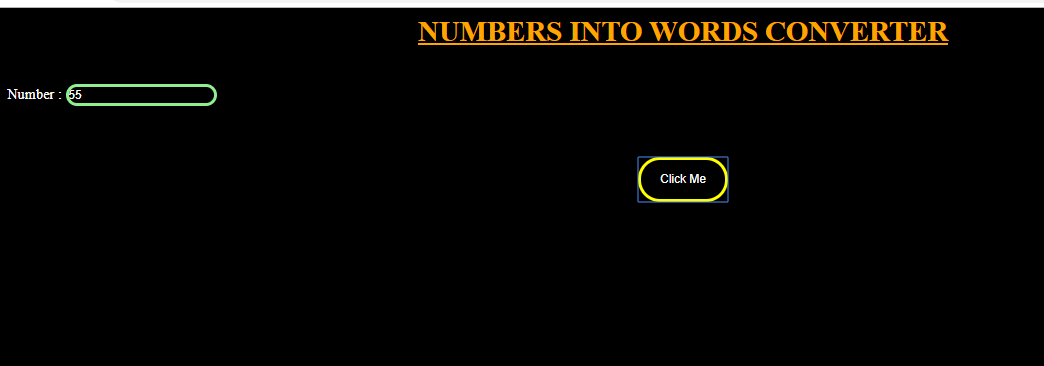 NUMBERS INTO WORDS CONVERTER
Number : 55
Click Me